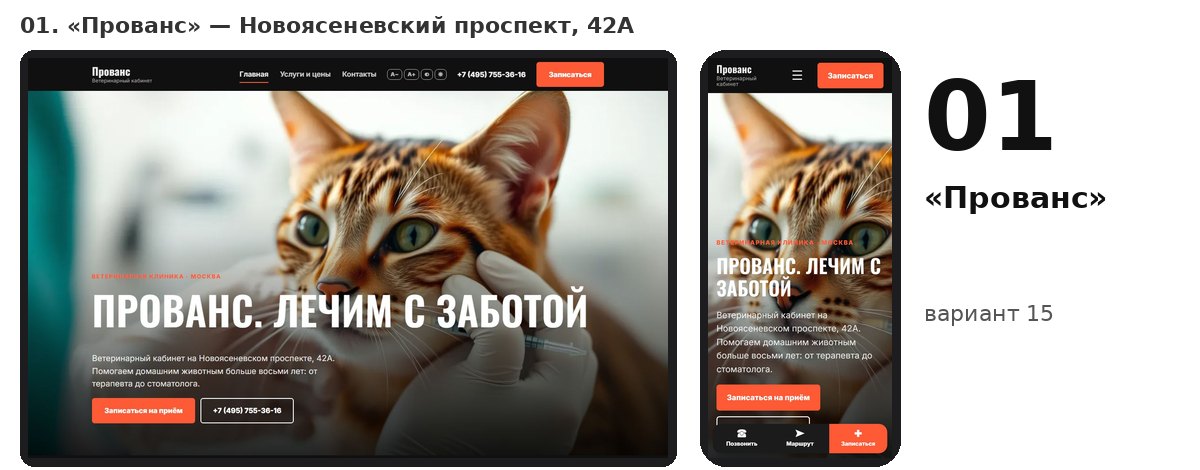 01. «Прованс» — Новоясеневский проспект, 42А
Прованс
Ветеринарный кабинет
Главная Услуги и цены Контакты A− A+ +7 (495) 755-36-16 Записаться
ВЕТЕРИНАРНАЯ КЛИНИКА · МОСКВА
ПРОВАНС. ЛЕЧИМ С ЗАБОТОЙ
Ветеринарный кабинет на Новоясеневском проспекте, 42А.
Помогаем домашним животным больше восьми лет: от
терапевта до стоматолога.
Записаться на приём +7 (495) 755-36-16
Прованс
Ветеринарный
кабинет
Записаться
ВЕТЕРИНАРНАЯ КЛИНИКА · МОСКВА
ПРОВАНС. ЛЕЧИМ С
ЗАБОТОЙ
Ветеринарный кабинет на
Новоясеневском проспекте, 42А.
Помогаем домашним животным
больше восьми лет: от терапевта до
стоматолога.
Записаться на приём
Позвонить Маршрут Записаться
01
«Прованс»
вариант 15